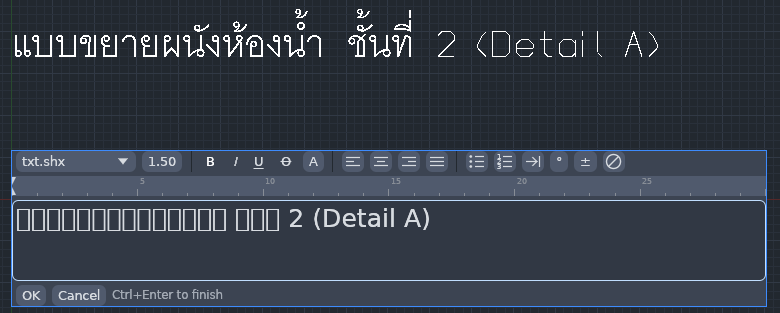 แบบขยายผนังห้องน้ำ ชั้นที่ 2 (Detail A)
txt.shx 1.50 B I U O A ° ±
5 10 15 20 25
2 (Detail A)
OK Cancel Ctrl+Enter to finish